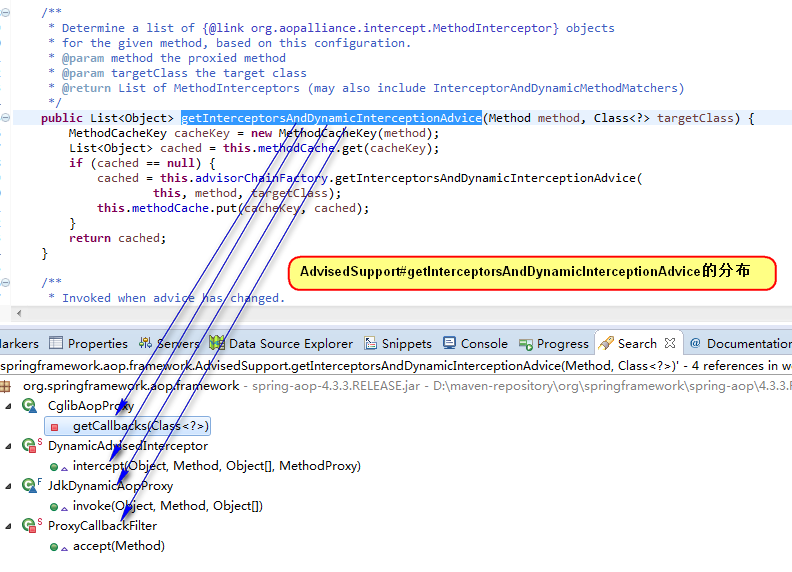 /**
* Determine a list of {@link org.aopalliance.intercept.MethodInterceptor} objects
* for the given method, based on this configuration.
* @param method the proxied method
* @param targetClass the target class
* @return List of MethodInterceptors (may also include InterceptorAndDynamicMethodMatchers)
*/
public List<Object> getInterceptorsAndDynamicInterceptionAdvice(Method method, Class<?> targetClass) {
MethodCacheKey cacheKey = new MethodCacheKey(method);
List<Object> cached = this.methodCache.get(cacheKey);
if (cached == null) {
cached = this.advisorChainFactory.getInterceptorsAndDynamicInterceptionAdvice(
this, method, targetClass);
this.methodCache.put(cacheKey, cached);
}
return cached;
}
AdvisedSupport#getInterceptorsAndDynamicInterceptionAdvice的分布
/**
* Invoked when advice has changed.
larkers Properties Servers Data Source Explorer Snippets Console Progress Search @ Documentation
springframework.aop.framework.AdvisedSupport.getInterceptorsAndDynamicInterceptionAdvice(Method, Class<?>)' - 4 references in w
org.springframework.aop.framework - spring-aop-4.3.3.RELEASE.jar - D:\maven-repository\org\springframework\spring-aop\4.3.3.F
CglibAopProxy
getCallbacks(Class<?>)
DynamicAdvisedInterceptor
intercept(Object, Method, Object[], MethodProxy)
JdkDynamicAopProxy
invoke(Object, Method, Object[])
ProxyCallbackFilter
accept(Method)